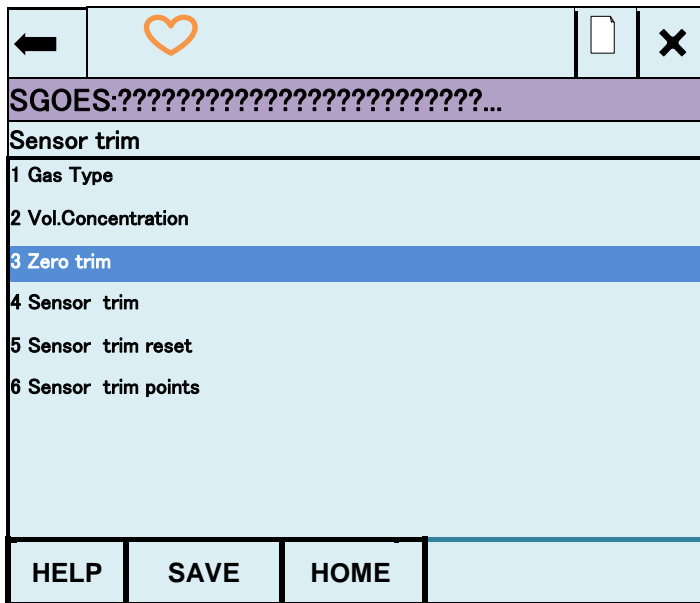 SGOES:?????????????????????????...
Sensor trim
1 Gas Type
2 Vol.Concentration
3 Zero trim
4 Sensor trim
5 Sensor trim reset
6 Sensor trim points
HELP SAVE HOME